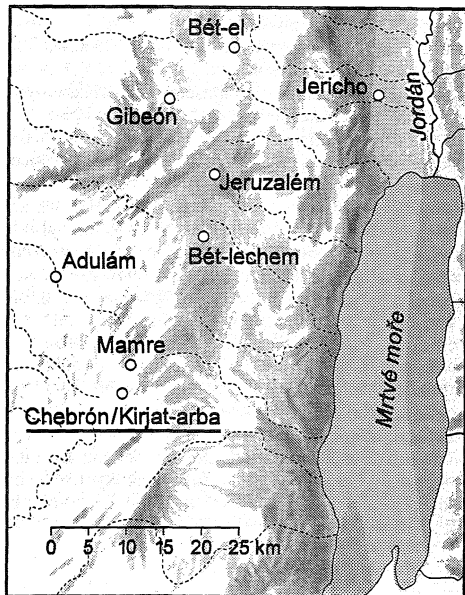 Bét-el
Jericho
Jordán
Gibeón
Jeruzalém
Bét-lechem
Adulám
Mamre
Mrtvé moře
Chebrón/Kirjat-arba
0 5 10 15 20 25 km